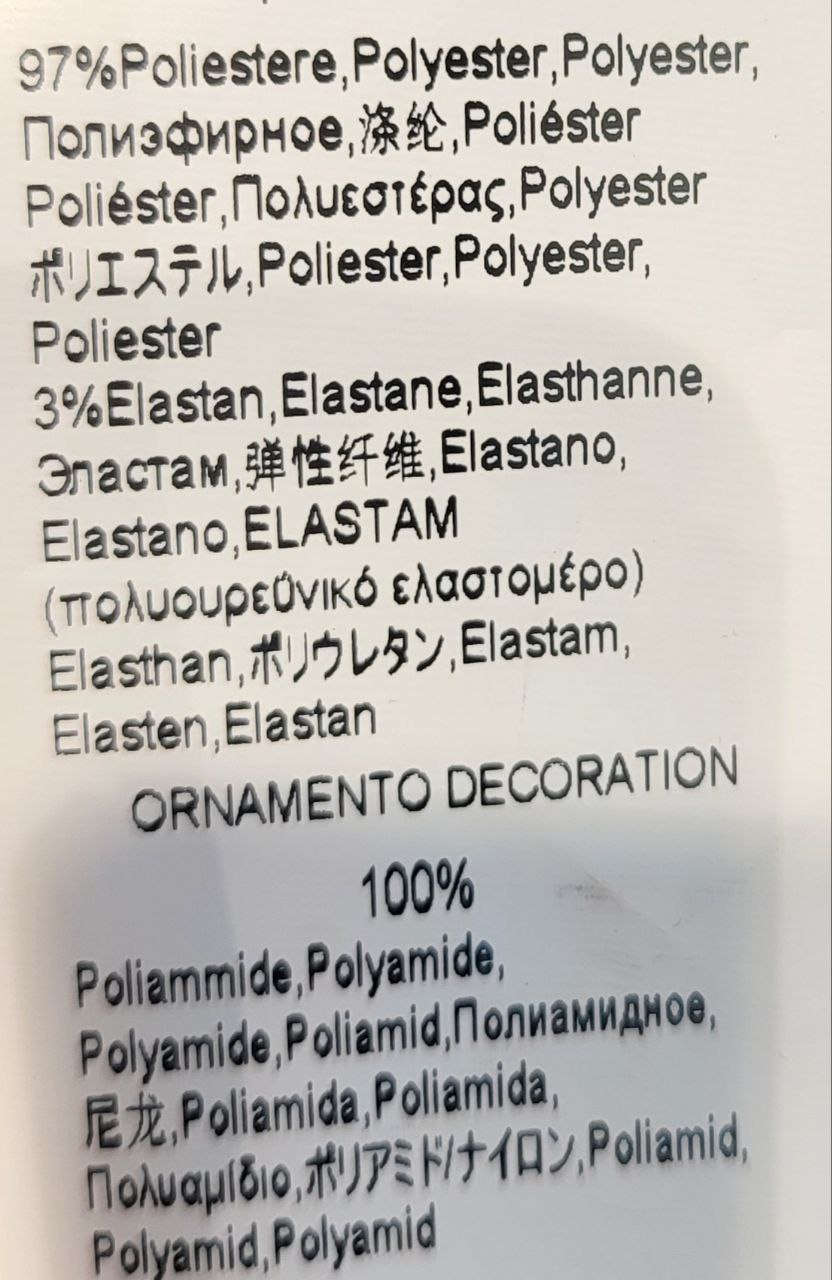 97%Poliestere,Polyester,Polyester,
Полиэфирное,涤纶,Poliéster
Poliéster,Πολυεστέρας,Polyester
ポリエステル,Poliester,Polyester,
Poliester
3%Elastan,Elastane,Elasthanne,
Эластам,弹性纤维,Elastano,
Elastano,ELASTAM
(πολυουρεθνικό ελαστομέρο)
Elasthan,ポリウレタン,Elastam,
Elasten,Elastan
ORNAMENTO DECORATION
100%
Poliammide,Polyamide,
Polyamide,Poliamid,Полиамидное,
尼龙,Poliamida,Poliamida,
Πολυαμίδιο,ポリアミド/ナイロン,Poliamid,
Polyamid,Polyamid